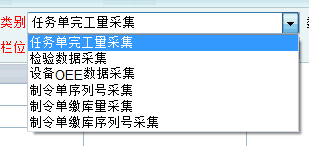 类别 任务单完工量采集
栏位 任务单完工量采集
检验数据采集
设备OEE数据采集
制令单序列号采集
制令单缴库量采集
制令单缴库序列号采集